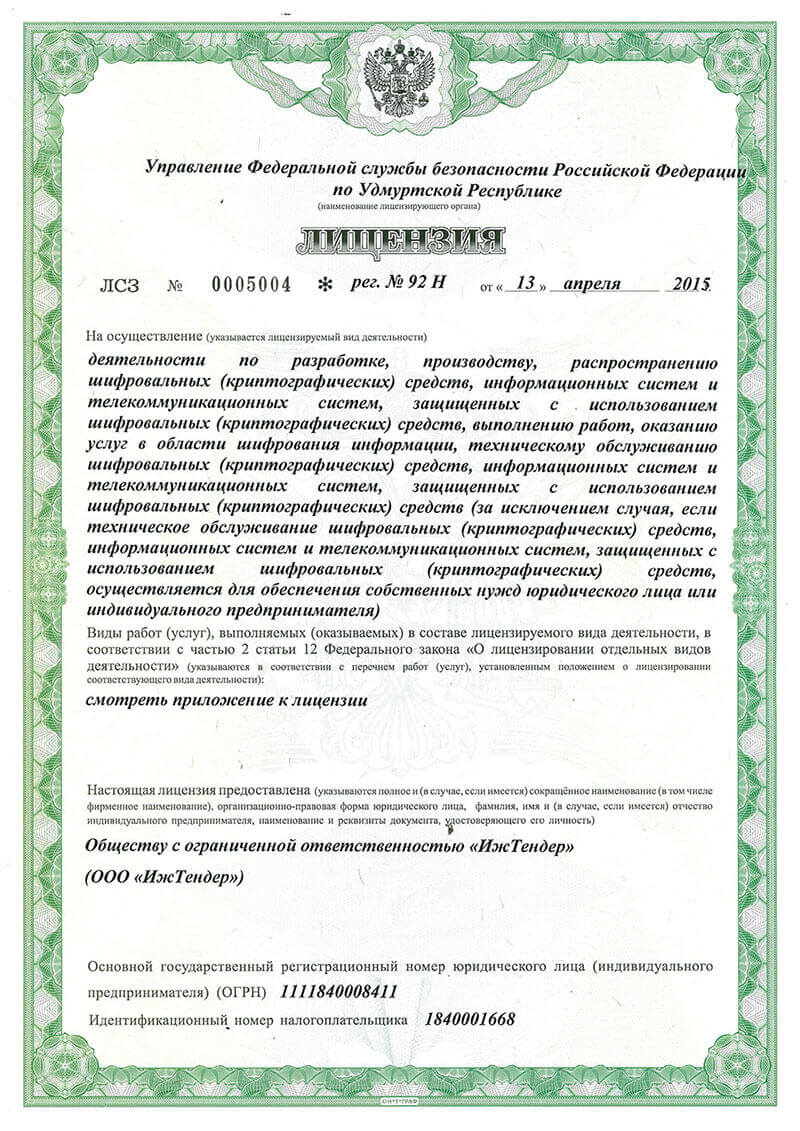 Управление Федеральной службы безопасности Российской Федерации
по Удмуртской Республике
(наименование лицензирующего органа)
ЛИЦЕНЗИЯ
ЛСЗ № 0005004 * рег. № 92 Н от « 13 » апреля 2015
На осуществление (указывается лицензируемый вид деятельности)
деятельности по разработке, производству, распространению
шифровальных (криптографических) средств, информационных систем и
телекоммуникационных систем, защищенных с использованием
шифровальных (криптографических) средств, выполнению работ, оказанию
услуг в области шифрования информации, техническому обслуживанию
шифровальных (криптографических) средств, информационных систем и
телекоммуникационных систем, защищенных с использованием
шифровальных (криптографических) средств (за исключением случая, если
техническое обслуживание шифровальных (криптографических) средств,
информационных систем и телекоммуникационных систем, защищенных с
использованием шифровальных (криптографических) средств,
осуществляется для обеспечения собственных нужд юридического лица или
индивидуального предпринимателя)
Виды работ (услуг), выполняемых (оказываемых) в составе лицензируемого вида деятельности, в
соответствии с частью 2 статьи 12 Федерального закона «О лицензировании отдельных видов
деятельности» (указываются в соответствии с перечнем работ (услуг), установленным положением о лицензировании
соответствующего вида деятельности):
смотреть приложение к лицензии
Настоящая лицензия предоставлена (указываются полное и (в случае, если имеется) сокращённое наименование (в том числе
фирменное наименование), организационно-правовая форма юридического лица, фамилия, имя и (в случае, если имеется) отчество
индивидуального предпринимателя, наименование и реквизиты документа, удостоверяющего его личность)
Обществу с ограниченной ответственностью «ИжТендер»
(ООО «ИжТендер»)
Основной государственный регистрационный номер юридического лица (индивидуального
предпринимателя) (ОГРН) 1111840008411
Идентификационный номер налогоплательщика 1840001668